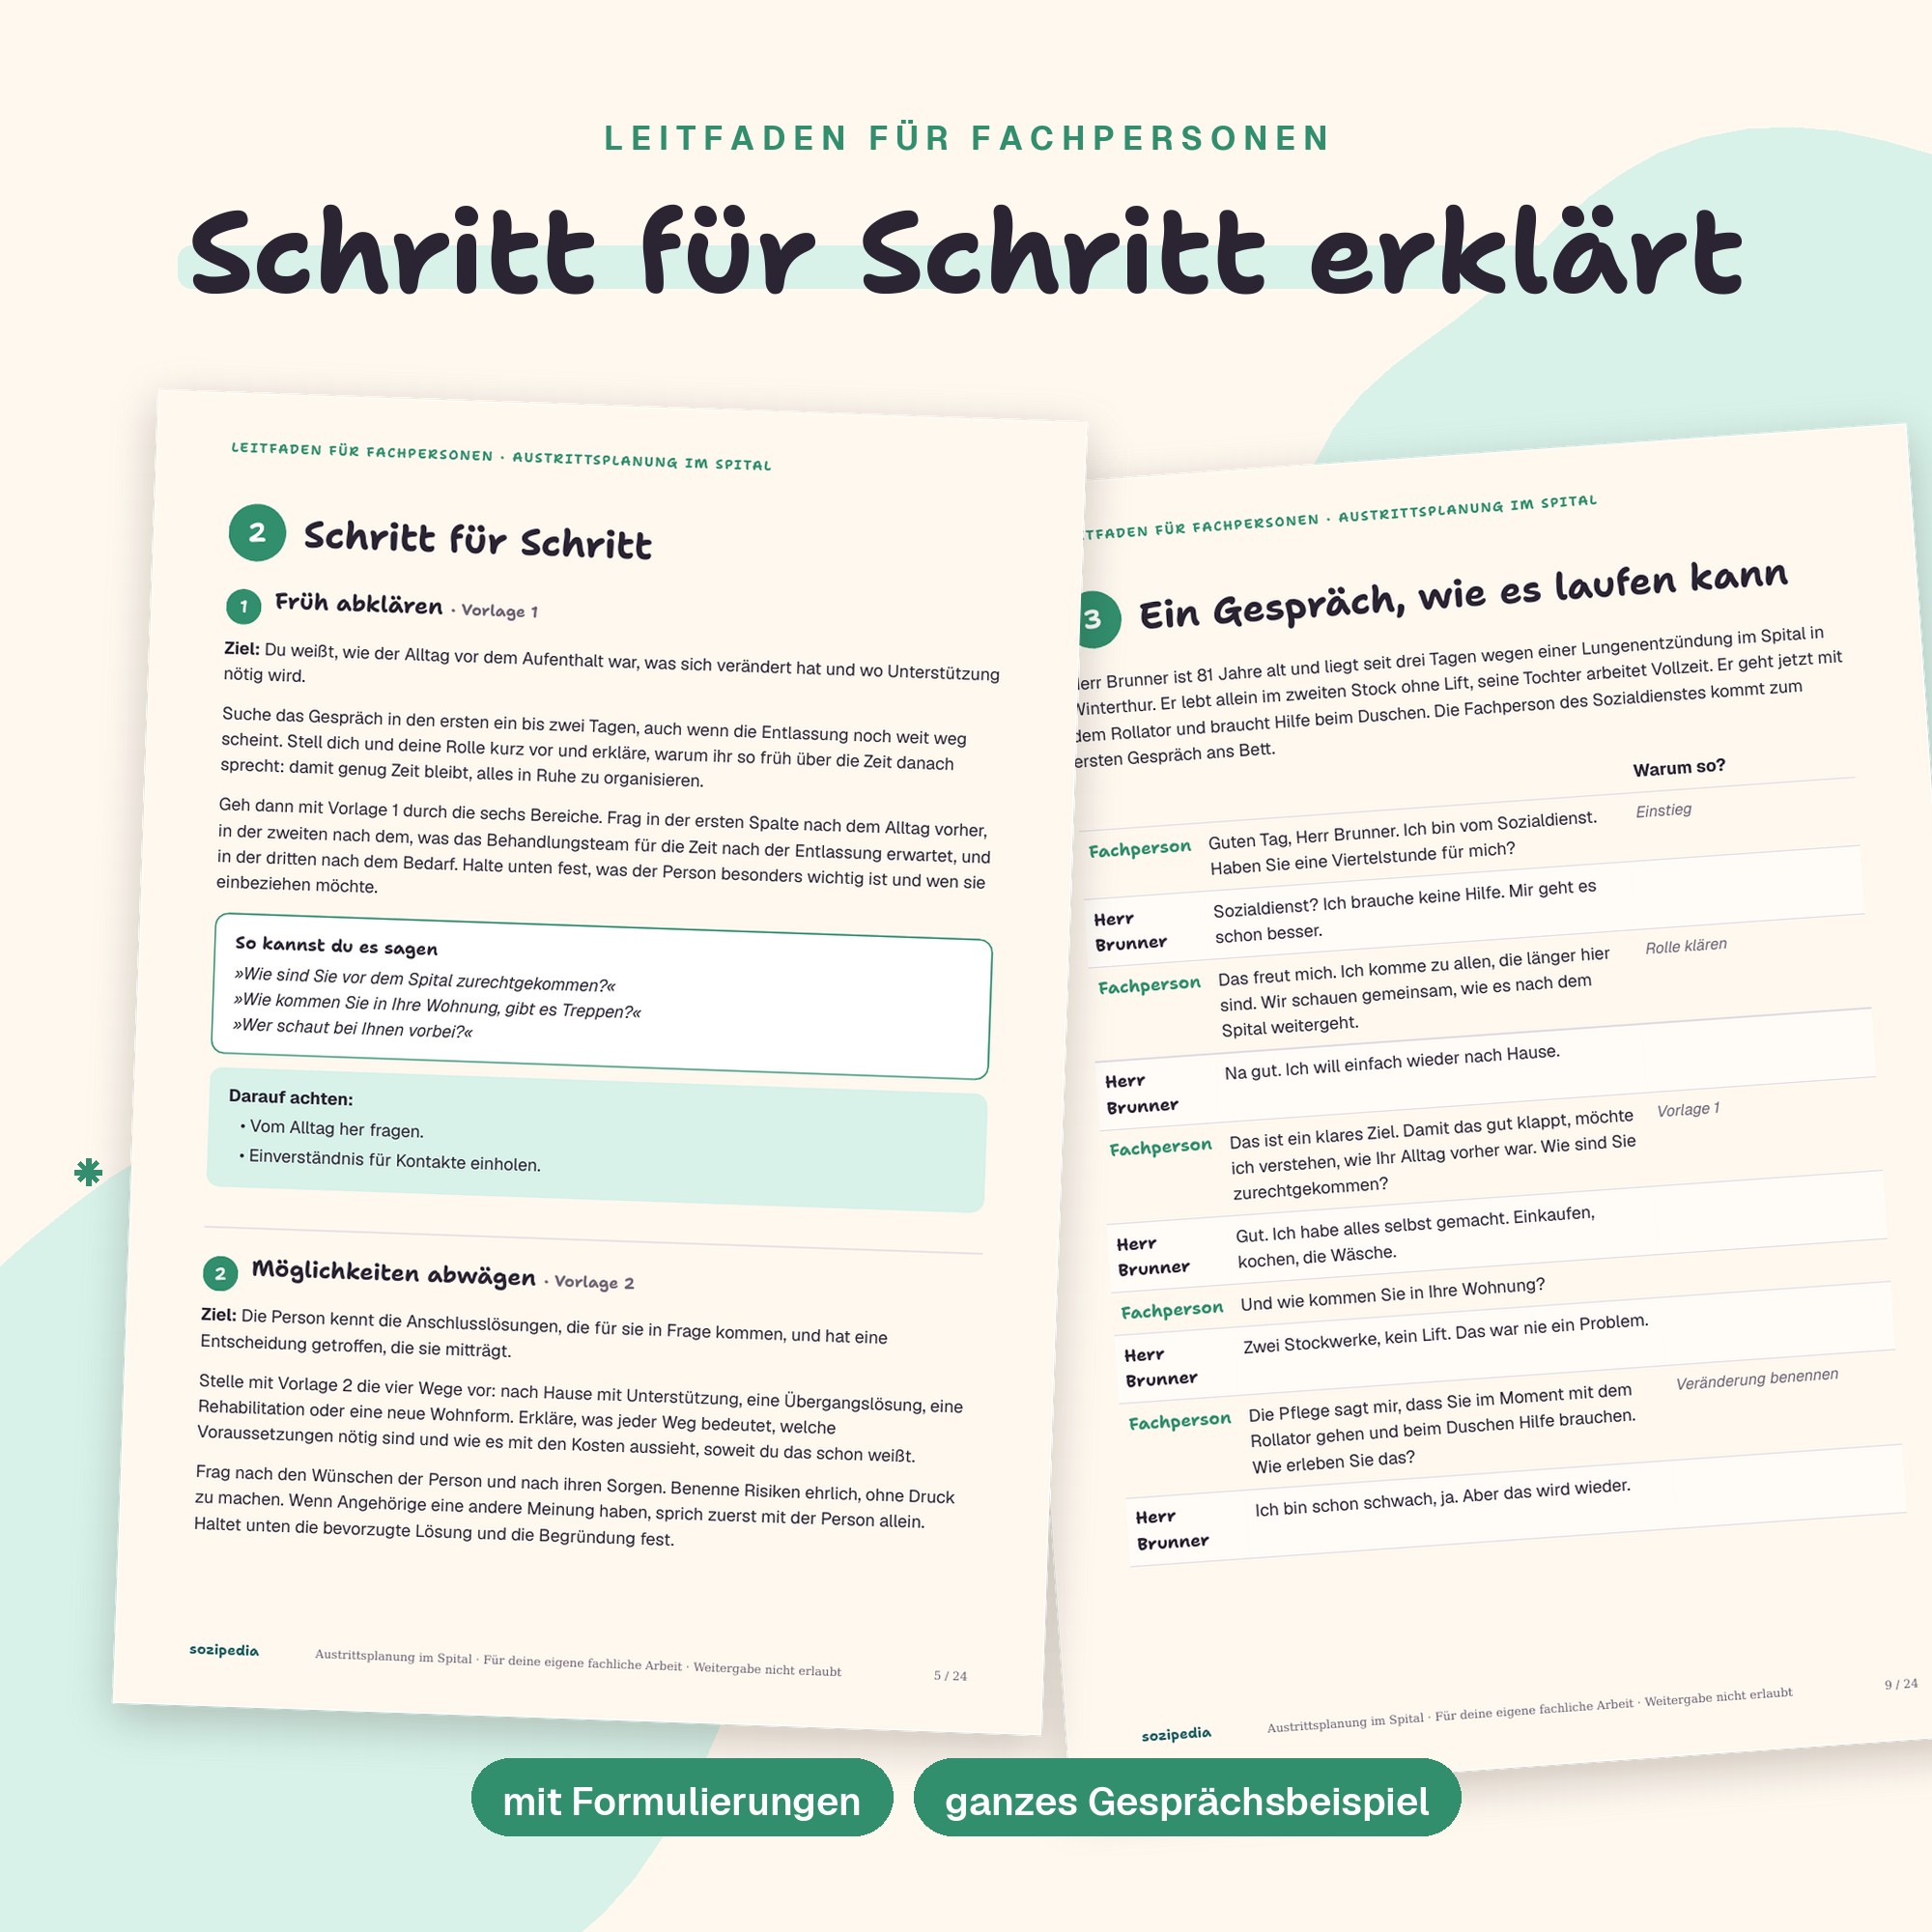 LEITFADEN FÜR FACHPERSONEN
Schritt für Schritt erklärt
LEITFADEN FÜR FACHPERSONEN · AUSTRITTSPLANUNG IM SPITAL
2 Schritt für Schritt
1 Früh abklären · Vorlage 1
Ziel: Du weißt, wie der Alltag vor dem Aufenthalt war, was sich verändert hat und wo Unterstützung
nötig wird.
Suche das Gespräch in den ersten ein bis zwei Tagen, auch wenn die Entlassung noch weit weg
scheint. Stell dich und deine Rolle kurz vor und erkläre, warum ihr so früh über die Zeit danach
sprecht: damit genug Zeit bleibt, alles in Ruhe zu organisieren.
Geh dann mit Vorlage 1 durch die sechs Bereiche. Frag in der ersten Spalte nach dem Alltag vorher,
in der zweiten nach dem, was das Behandlungsteam für die Zeit nach der Entlassung erwartet, und
in der dritten nach dem Bedarf. Halte unten fest, was der Person besonders wichtig ist und wen sie
einbeziehen möchte.
So kannst du es sagen
»Wie sind Sie vor dem Spital zurechtgekommen?«
»Wie kommen Sie in Ihre Wohnung, gibt es Treppen?«
»Wer schaut bei Ihnen vorbei?«
Darauf achten:
• Vom Alltag her fragen.
• Einverständnis für Kontakte einholen.
2 Möglichkeiten abwägen · Vorlage 2
Ziel: Die Person kennt die Anschlusslösungen, die für sie in Frage kommen, und hat eine
Entscheidung getroffen, die sie mitträgt.
Stelle mit Vorlage 2 die vier Wege vor: nach Hause mit Unterstützung, eine Übergangslösung, eine
Rehabilitation oder eine neue Wohnform. Erkläre, was jeder Weg bedeutet, welche
Voraussetzungen nötig sind und wie es mit den Kosten aussieht, soweit du das schon weißt.
Frag nach den Wünschen der Person und nach ihren Sorgen. Benenne Risiken ehrlich, ohne Druck
zu machen. Wenn Angehörige eine andere Meinung haben, sprich zuerst mit der Person allein.
Haltet unten die bevorzugte Lösung und die Begründung fest.
sozipedia Austrittsplanung im Spital · Für deine eigene fachliche Arbeit · Weitergabe nicht erlaubt 5 / 24
TFADEN FÜR FACHPERSONEN · AUSTRITTSPLANUNG IM SPITAL
3 Ein Gespräch, wie es laufen kann
Herr Brunner ist 81 Jahre alt und liegt seit drei Tagen wegen einer Lungenentzündung im Spital in
Winterthur. Er lebt allein im zweiten Stock ohne Lift, seine Tochter arbeitet Vollzeit. Er geht jetzt mit
dem Rollator und braucht Hilfe beim Duschen. Die Fachperson des Sozialdienstes kommt zum
ersten Gespräch ans Bett.
Warum so?
Fachperson Guten Tag, Herr Brunner. Ich bin vom Sozialdienst. Einstieg
Haben Sie eine Viertelstunde für mich?
Herr Sozialdienst? Ich brauche keine Hilfe. Mir geht es
Brunner schon besser.
Fachperson Das freut mich. Ich komme zu allen, die länger hier Rolle klären
sind. Wir schauen gemeinsam, wie es nach dem
Spital weitergeht.
Herr Na gut. Ich will einfach wieder nach Hause.
Brunner
Fachperson Das ist ein klares Ziel. Damit das gut klappt, möchte Vorlage 1
ich verstehen, wie Ihr Alltag vorher war. Wie sind Sie
zurechtgekommen?
Herr Gut. Ich habe alles selbst gemacht. Einkaufen,
Brunner kochen, die Wäsche.
Fachperson Und wie kommen Sie in Ihre Wohnung?
Herr Zwei Stockwerke, kein Lift. Das war nie ein Problem.
Brunner
Fachperson Die Pflege sagt mir, dass Sie im Moment mit dem Veränderung benennen
Rollator gehen und beim Duschen Hilfe brauchen.
Wie erleben Sie das?
Herr Ich bin schon schwach, ja. Aber das wird wieder.
Brunner
sozipedia Austrittsplanung im Spital · Für deine eigene fachliche Arbeit · Weitergabe nicht erlaubt 9 / 24
mit Formulierungen
ganzes Gesprächsbeispiel